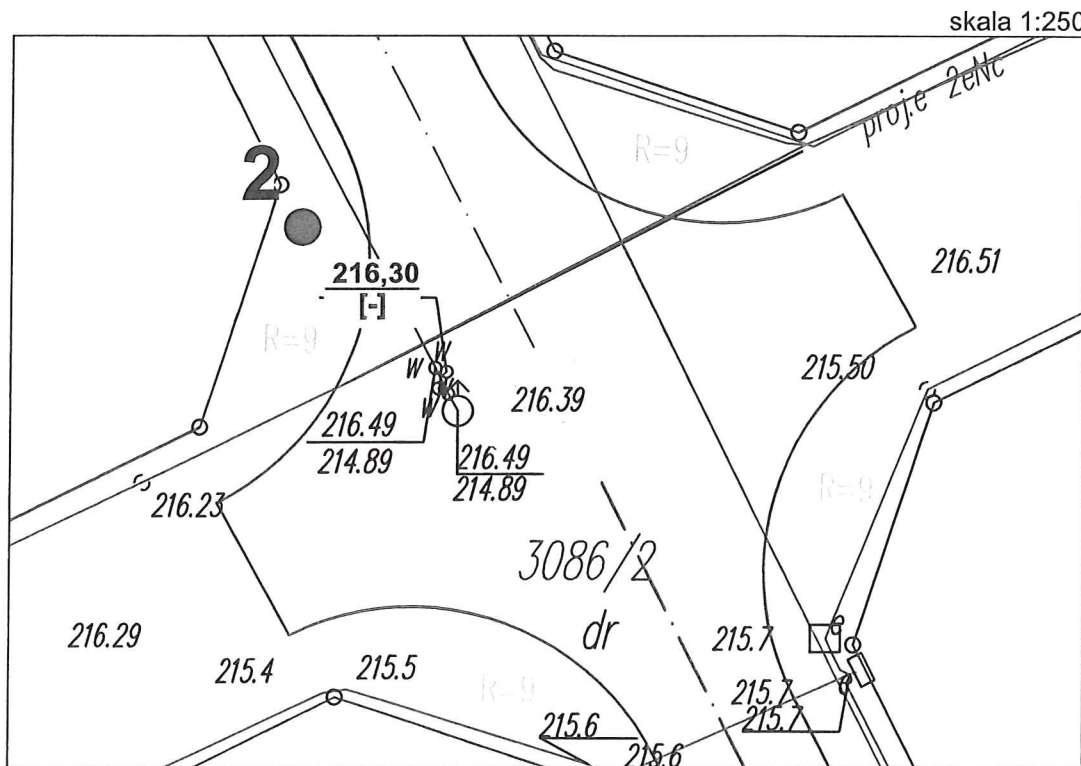 skala 1:250
proj.e 2eNc
R=9
2
216.51
216,30
[-]
R=9
W
W
215.50
216.39
W
W
216.49
214.89
216.49
214.89
R=9
216.23
3086/2
dr
216.29
215.7
215.4
215.5
R=9
215.7
215.7
215.6
215.6